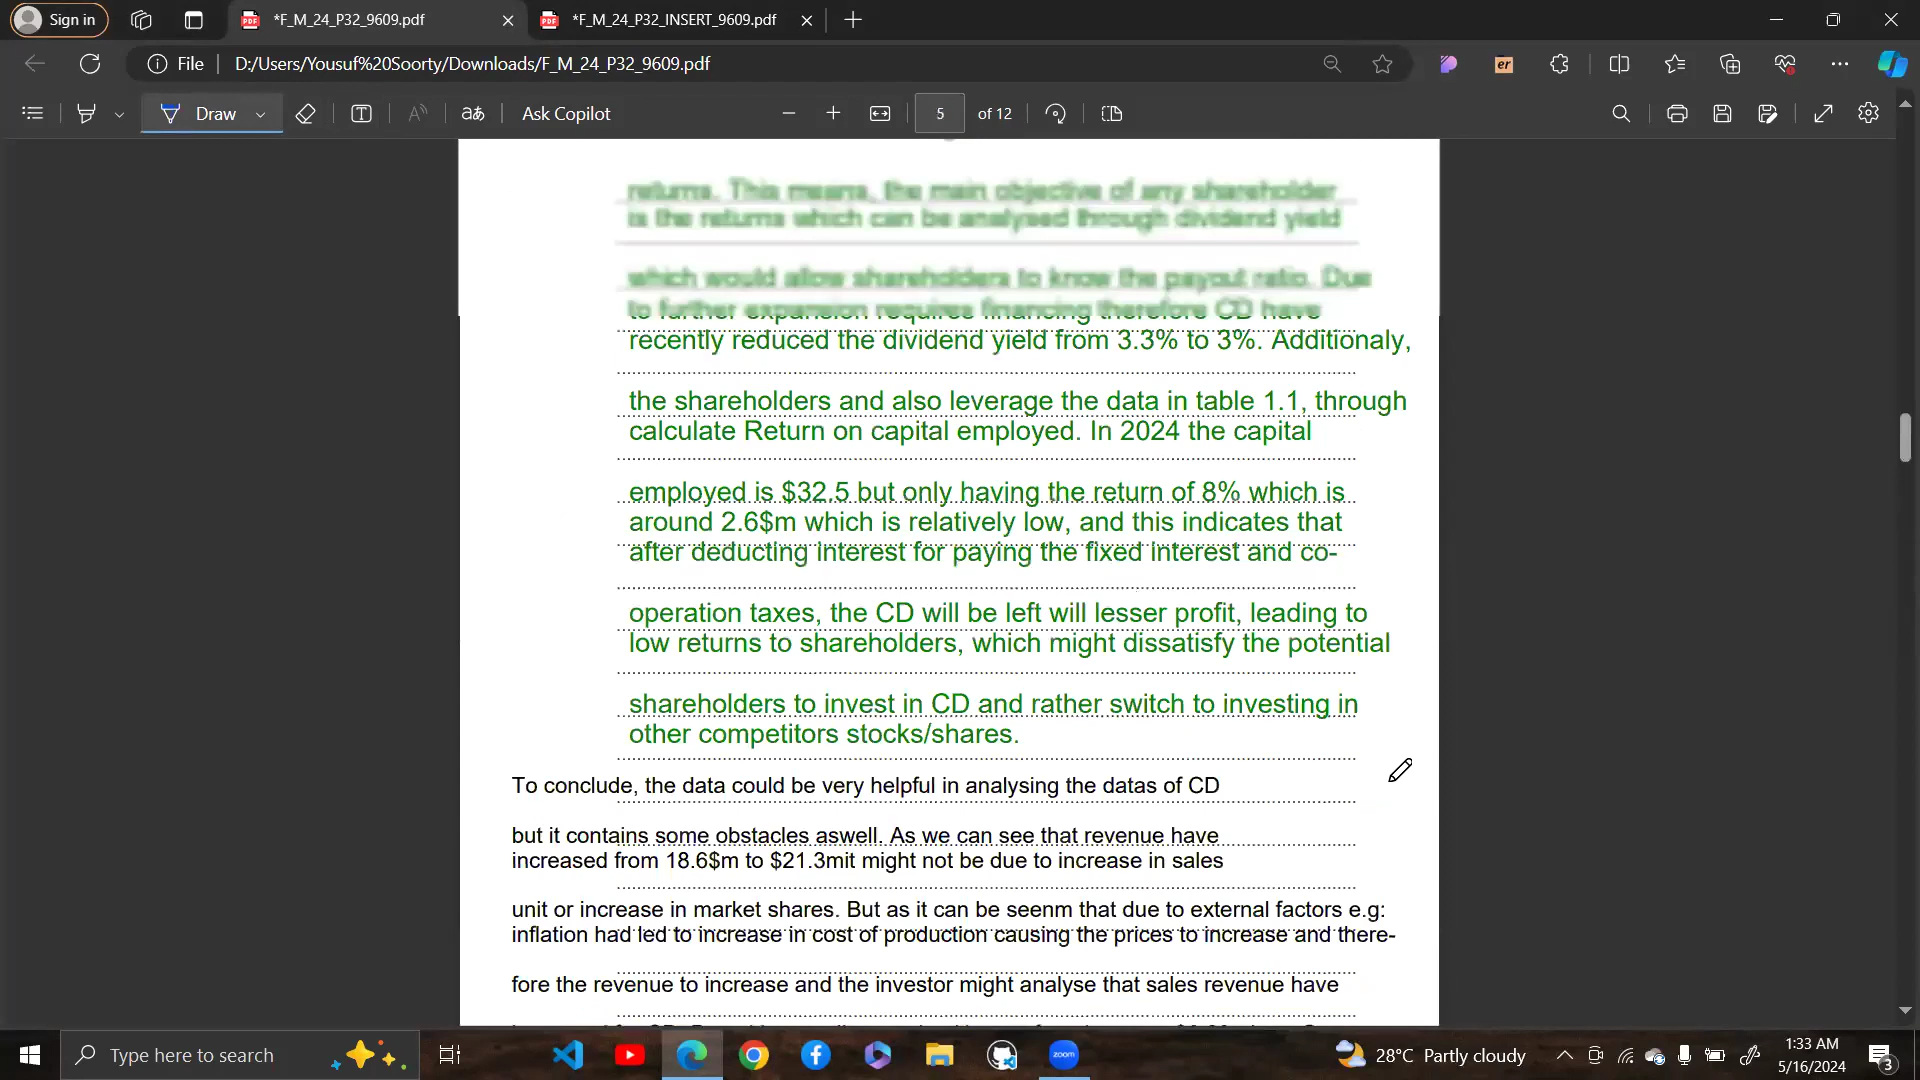 Sign in
*F_M_24_P32_9609.pdf
*F_M_24_P32_INSERT_9609.pdf
File
D:/Users/Yousuf%20Soorty/Downloads/F_M_24_P32_9609.pdf
er
Draw
aあ
Ask Copilot
5 of 12
returns. This means, the main objective of any shareholder
is the returns which can be analysed through dividend yield
which would allow shareholders to know the payout ratio. Due
to further expansion requires financing therefore CD have
recently reduced the dividend yield from 3.3% to 3%. Additionaly,
the shareholders and also leverage the data in table 1.1, through
calculate Return on capital employed. In 2024 the capital
employed is $32.5 but only having the return of 8% which is
around 2.6$m which is relatively low, and this indicates that
after deducting interest for paying the fixed interest and co-
operation taxes, the CD will be left will lesser profit, leading to
low returns to shareholders, which might dissatisfy the potential
shareholders to invest in CD and rather switch to investing in
other competitors stocks/shares.
To conclude, the data could be very helpful in analysing the datas of CD
but it contains some obstacles aswell. As we can see that revenue have
increased from 18.6$m to $21.3mit might not be due to increase in sales
unit or increase in market shares. But as it can be seenm that due to external factors e.g:
inflation had led to increase in cost of production causing the prices to increase and there-
fore the revenue to increase and the investor might analyse that sales revenue have
Type here to search
zoom
28°C Partly cloudy
1:33 AM
5/16/2024
3